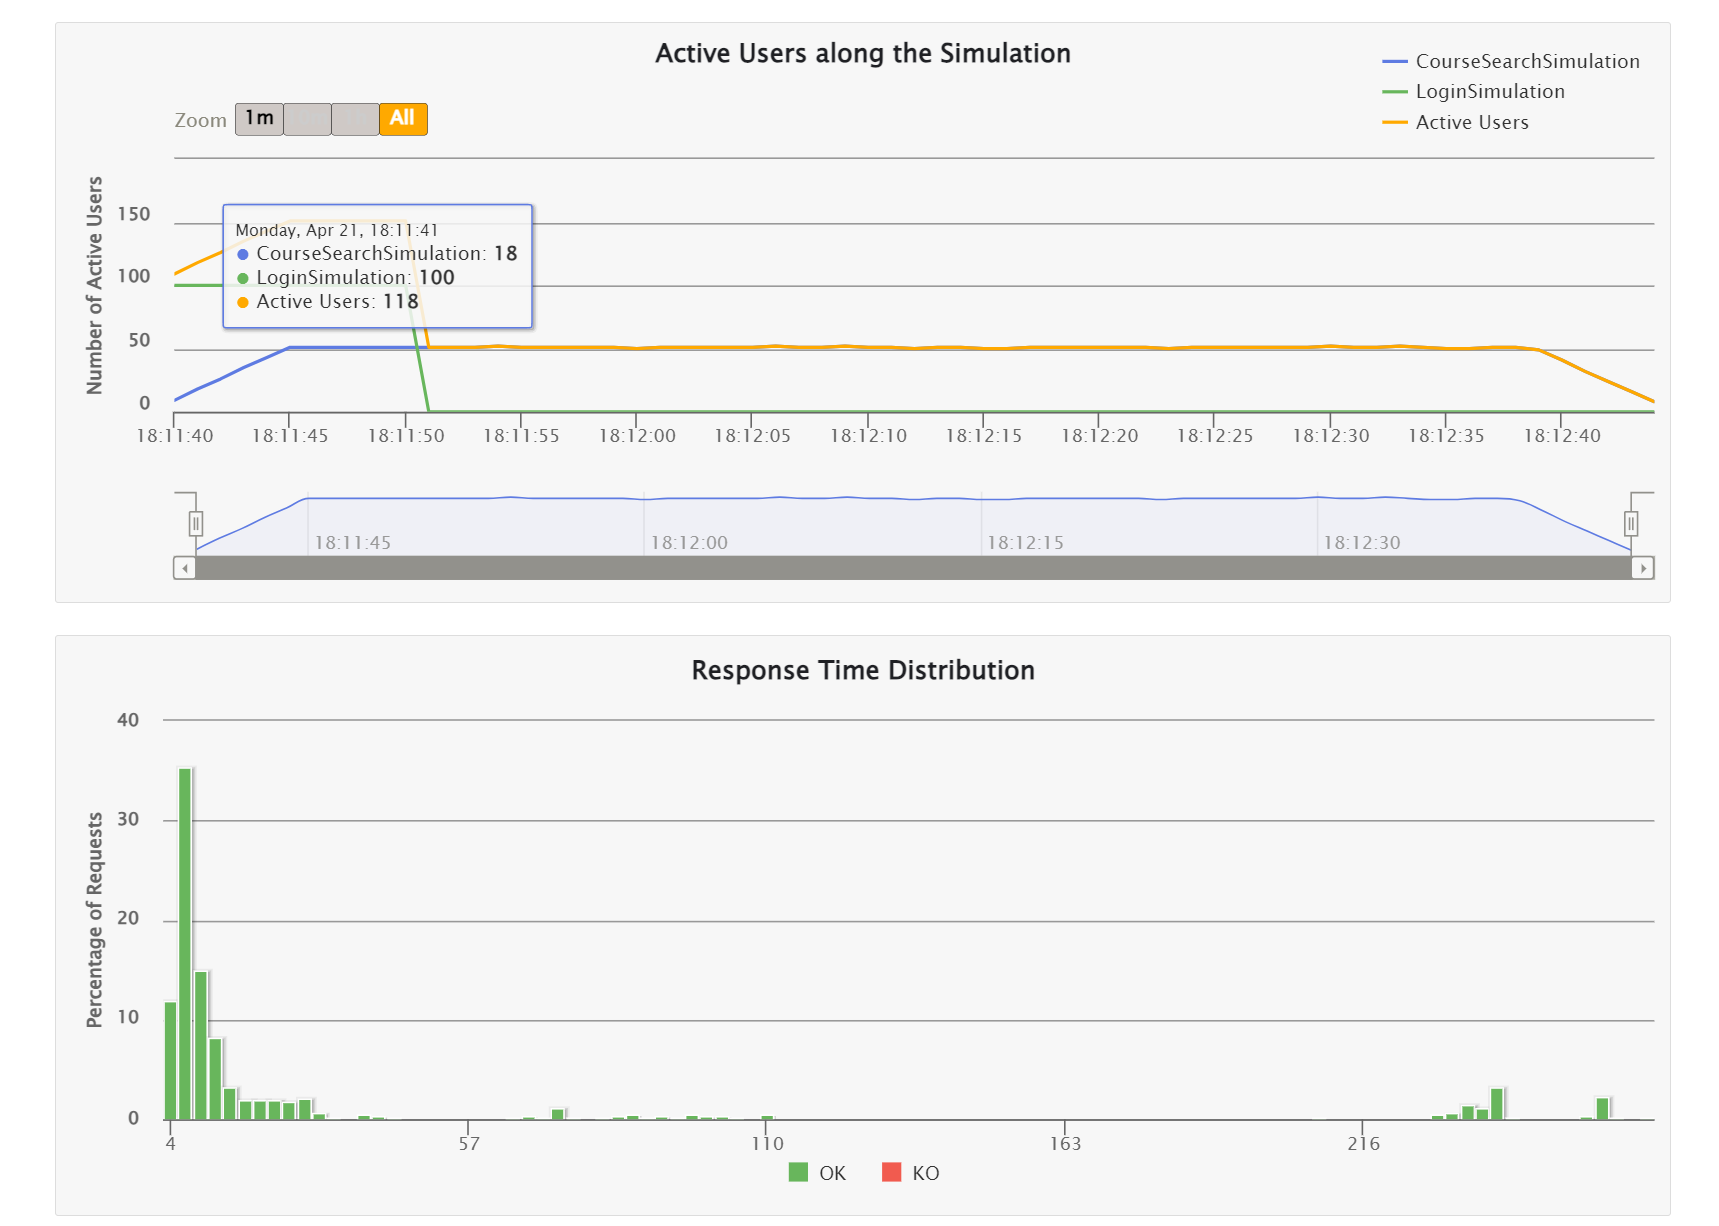 Active Users along the Simulation
CourseSearchSimulation
LoginSimulation
Active Users
Zoom 1m All
Number of Active Users
150
100
50
0
Monday, Apr 21, 18:11:41
CourseSearchSimulation: 18
LoginSimulation: 100
Active Users: 118
18:11:40 18:11:45 18:11:50 18:11:55 18:12:00 18:12:05 18:12:10 18:12:15 18:12:20 18:12:25 18:12:30 18:12:35 18:12:40
18:11:45 18:12:00 18:12:15 18:12:30
Response Time Distribution
Percentage of Requests
40
30
20
10
0
4 57 110 163 216
OK KO